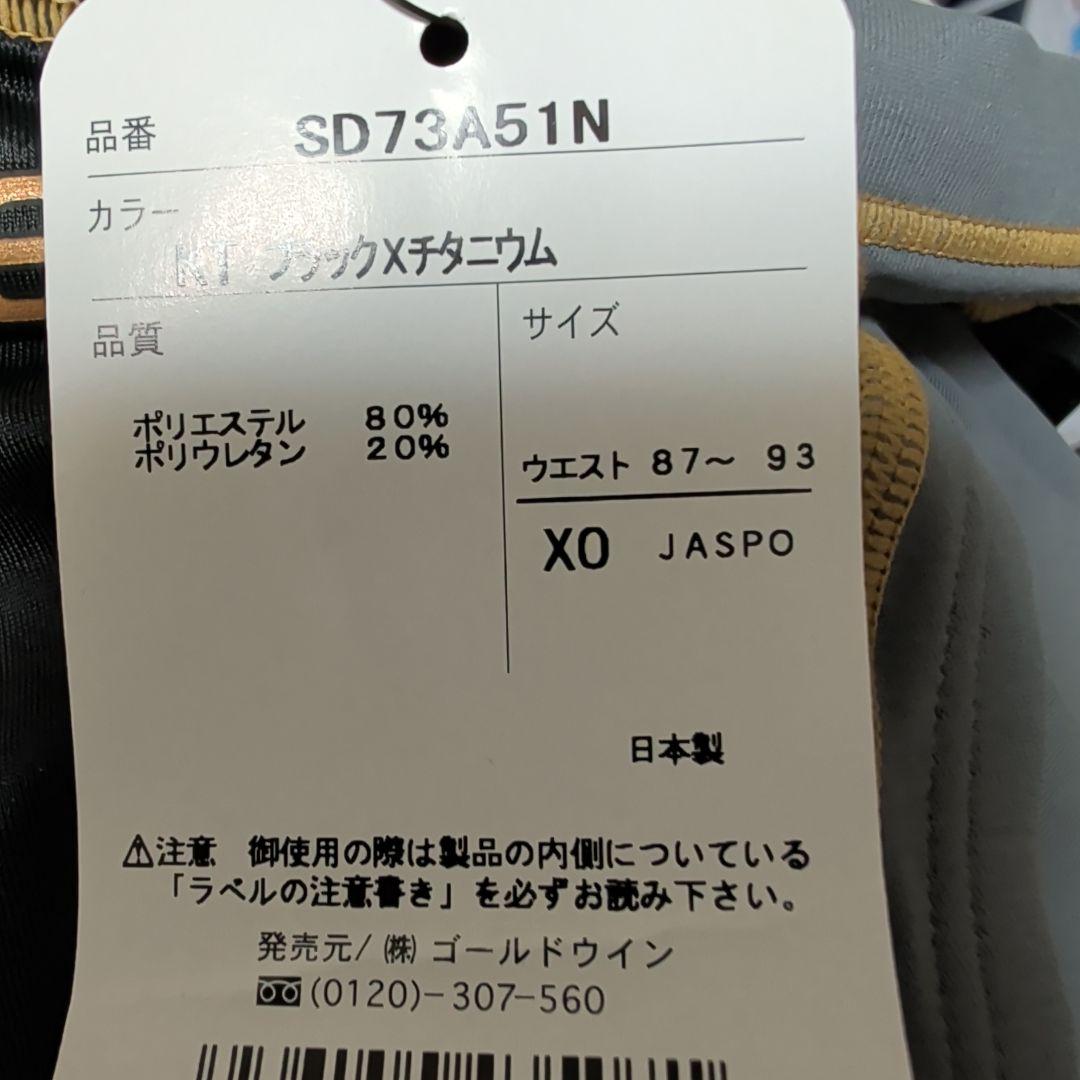 品番 SD73A51N
カラー
KT ブラックXチタニウム
品質
サイズ
ポリエステル 80%
ポリウレタン 20%
ウエスト 87～ 93
XO JASPO
日本製
⚠注意 御使用の際は製品の内側についている
「ラベルの注意書き」を必ずお読み下さい。
発売元/㈱ ゴールドウイン
(0120)-307-560